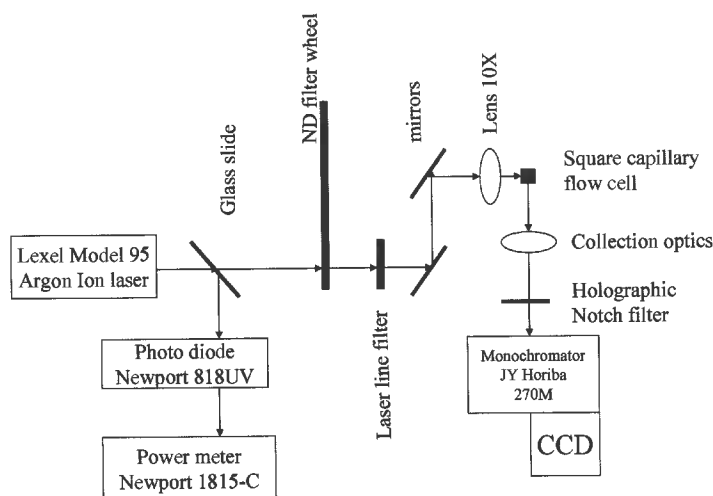 Lexel Model 95
Argon Ion laser
Glass slide
ND filter wheel
Laser line filter
mirrors
Lens 10X
Square capillary
flow cell
Collection optics
Holographic
Notch filter
Monochromator
JY Horiba
270M
CCD
Photo diode
Newport 818UV
Power meter
Newport 1815-C